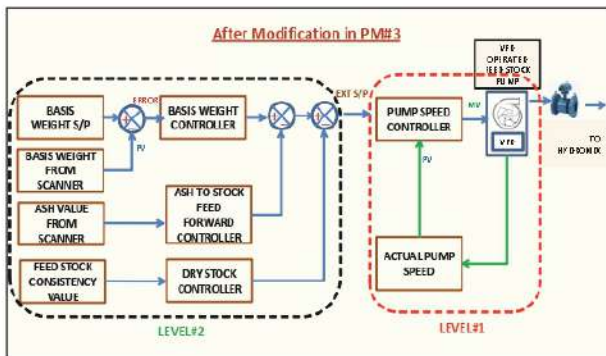 After Modification in PM#3
VFD
OPERATED
FEED STOCK
PUMP
BASIS
WEIGHT S/P
ERROR
BASIS WEIGHT
CONTROLLER
EXT S/P
PUMP SPEED
CONTROLLER
MV
VFD
PV
BASIS WEIGHT
FROM SCANNER
PV
TO
ASH VALUE
FROM
SCANNER
ASH TO STOCK
FEED
FORWARD
CONTROLLER
FEED STOCK
CONSISTENCY
VALUE
DRY STOCK
CONTROLLER
ACTUAL PUMP
SPEED
LEVEL#2
LEVEL#1